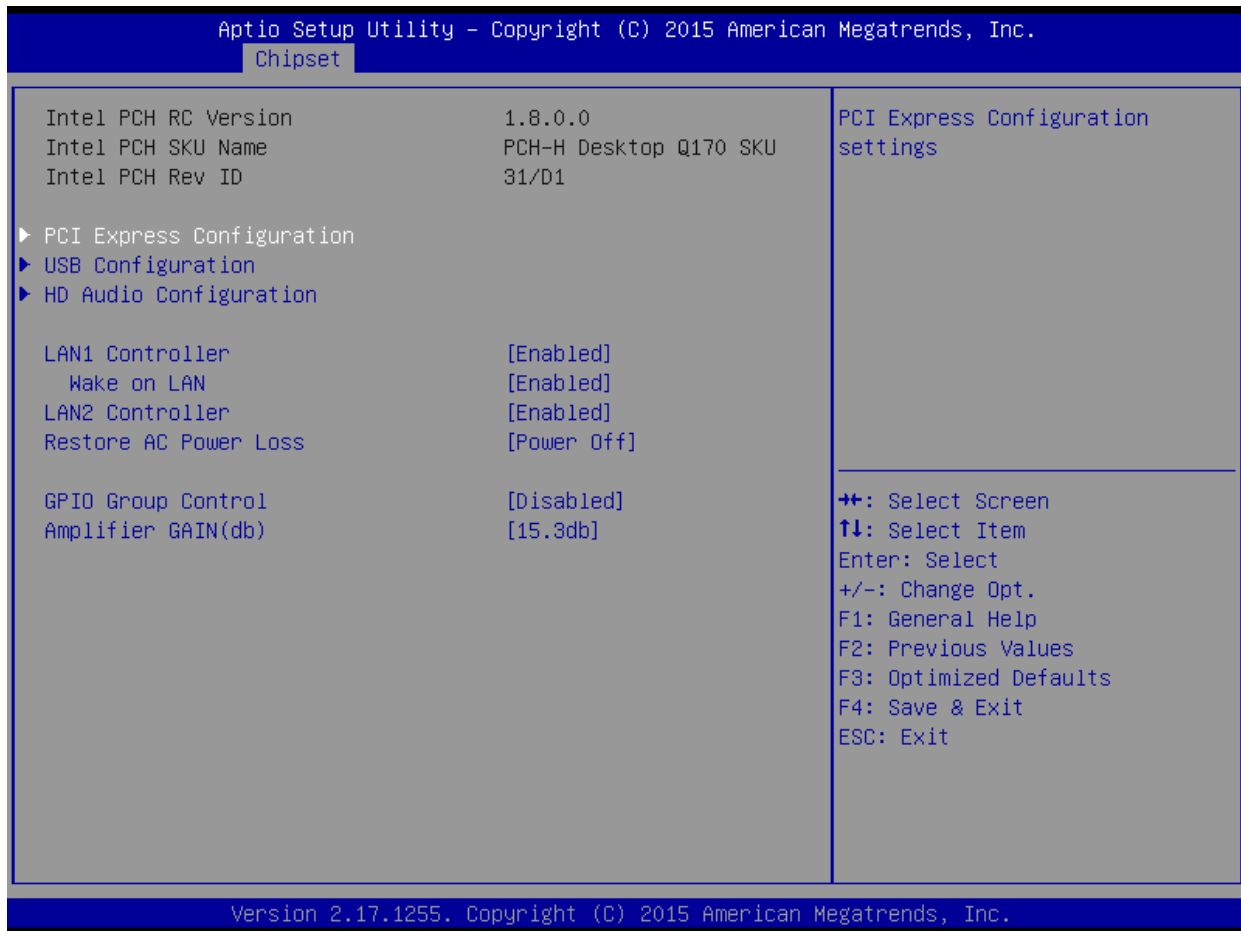 Aptio Setup Utility – Copyright (C) 2015 American Megatrends, Inc.
Chipset
Intel PCH RC Version 1.8.0.0
Intel PCH SKU Name PCH-H Desktop Q170 SKU
Intel PCH Rev ID 31/D1
▶ PCI Express Configuration
▶ USB Configuration
▶ HD Audio Configuration
LAN1 Controller [Enabled]
Wake on LAN [Enabled]
LAN2 Controller [Enabled]
Restore AC Power Loss [Power Off]
GPIO Group Control [Disabled]
Amplifier GAIN(db) [15.3db]
PCI Express Configuration
settings
→←: Select Screen
↑↓: Select Item
Enter: Select
+/-: Change Opt.
F1: General Help
F2: Previous Values
F3: Optimized Defaults
F4: Save & Exit
ESC: Exit
Version 2.17.1255. Copyright (C) 2015 American Megatrends, Inc.